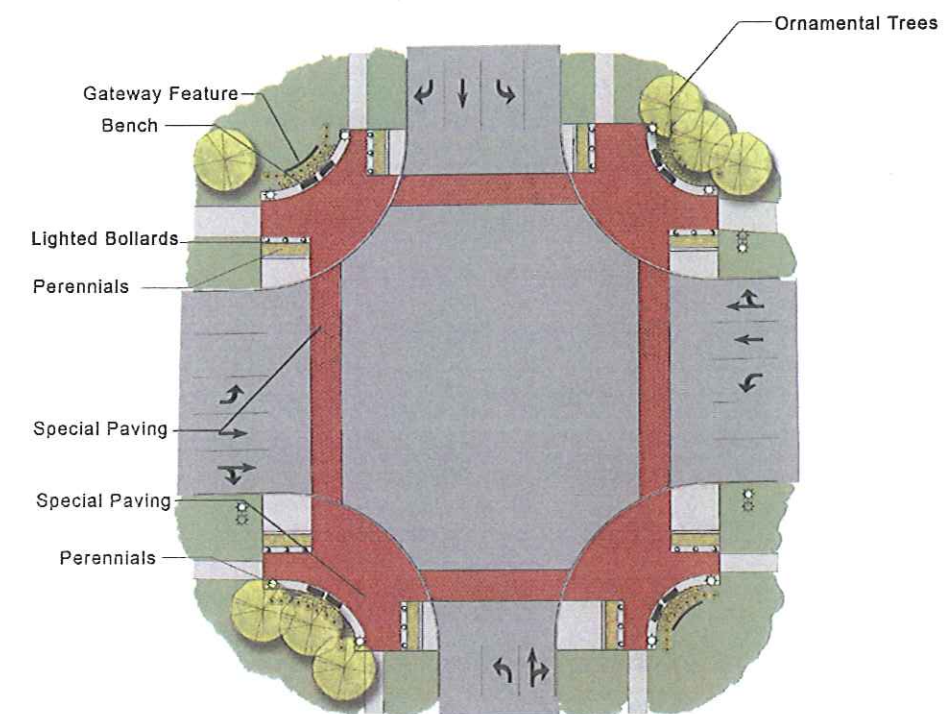 Ornamental Trees
Gateway Feature
Bench
Lighted Bollards
Perennials
Special Paving
Special Paving
Perennials